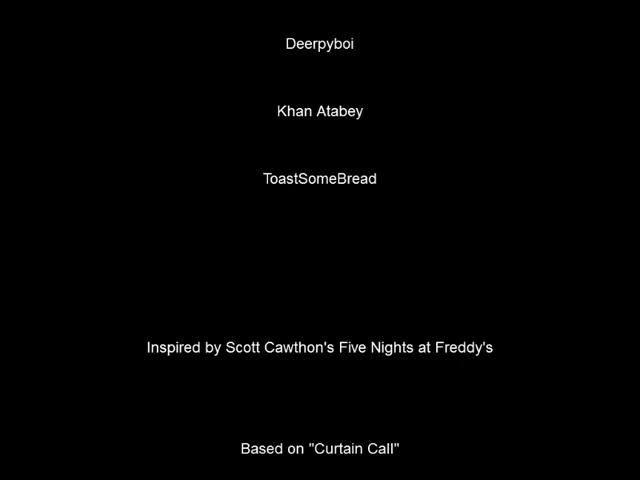 Deerpyboi
Khan Atabey
ToastSomeBread
Inspired by Scott Cawthon's Five Nights at Freddy's
Based on "Curtain Call"